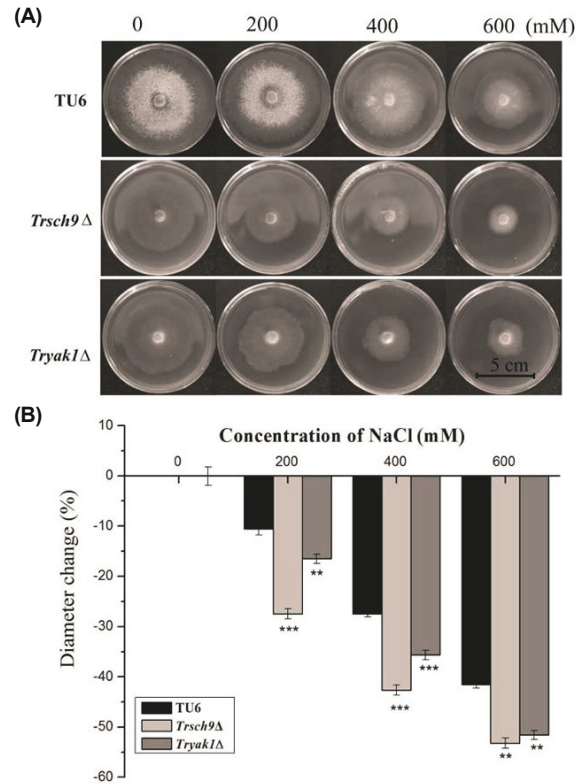 (A)
0 200 400 600 (mM)
TU6
Trsch9Δ
Tryak1Δ
5 cm
(B)
Concentration of NaCl (mM)
0 200 400 600
Diameter change (%)
10
0
-10
-20
-30
-40
-50
-60
*** **
*** ***
** **
TU6
Trsch9Δ
Tryak1Δ